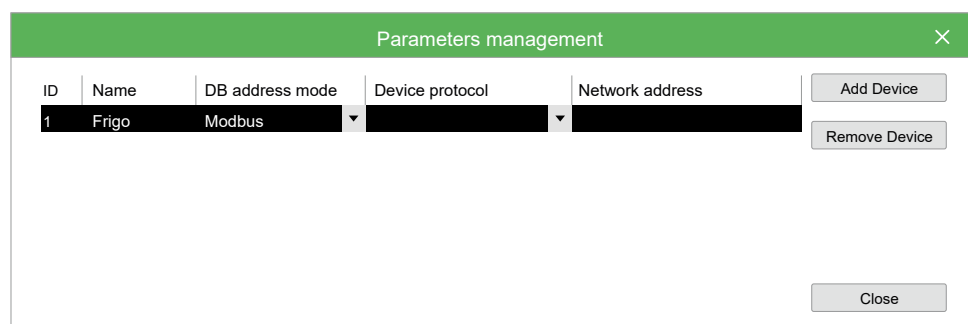 Parameters management
ID Name DB address mode Device protocol Network address Add Device
1 Frigo Modbus
Remove Device
Close